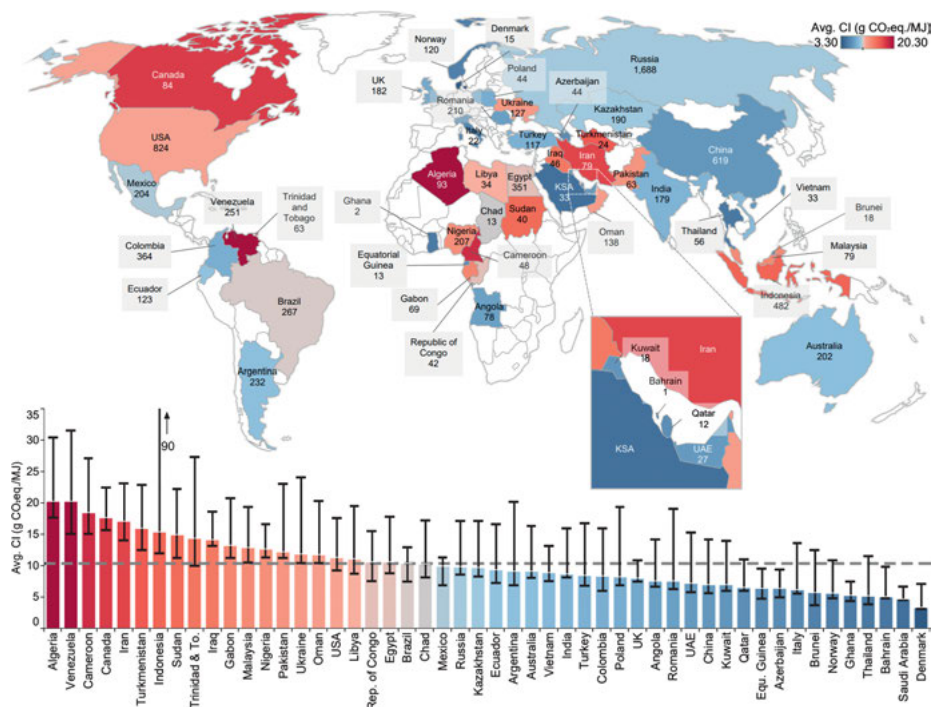 Avg. CI (g CO₂eq./MJ)
3.30
20.30
Denmark
15
Norway
120
Russia
1,688
Canada
84
UK
182
Poland
44
Azerbaijan
44
Romania
210
Ukraine
127
Kazakhstan
190
USA
824
Italy
22
Turkey
117
Turkmenistan
24
China
619
Iraq
46
Iran
79
Algeria
93
Libya
34
Egypt
351
KSA
33
Pakistan
63
India
179
Mexico
204
Venezuela
251
Trinidad
and
Tobago
63
Ghana
2
Chad
13
Sudan
40
Vietnam
33
Brunei
18
Colombia
364
Nigeria
207
Oman
138
Thailand
56
Malaysia
79
Equatorial
Guinea
13
Cameroon
48
Ecuador
123
Brazil
267
Gabon
69
Angola
78
Indonesia
482
Republic of
Congo
42
Australia
202
Argentina
232
Kuwait
18
Iran
Bahrain
1
Qatar
12
KSA
UAE
27
Avg. CI (g CO₂eq./MJ)
35
30
25
20
15
10
5
0
90
Algeria
Venezuela
Cameroon
Canada
Iran
Turkmenistan
Indonesia
Sudan
Trinidad & To.
Iraq
Gabon
Malaysia
Nigeria
Pakistan
Ukraine
Oman
USA
Libya
Rep. of Congo
Egypt
Brazil
Chad
Mexico
Russia
Kazakhstan
Ecuador
Argentina
Australia
Vietnam
India
Turkey
Colombia
Poland
UK
Angola
Romania
UAE
China
Kuwait
Qatar
Equ. Guinea
Azerbaijan
Italy
Brunei
Norway
Ghana
Thailand
Bahrain
Saudi Arabia
Denmark